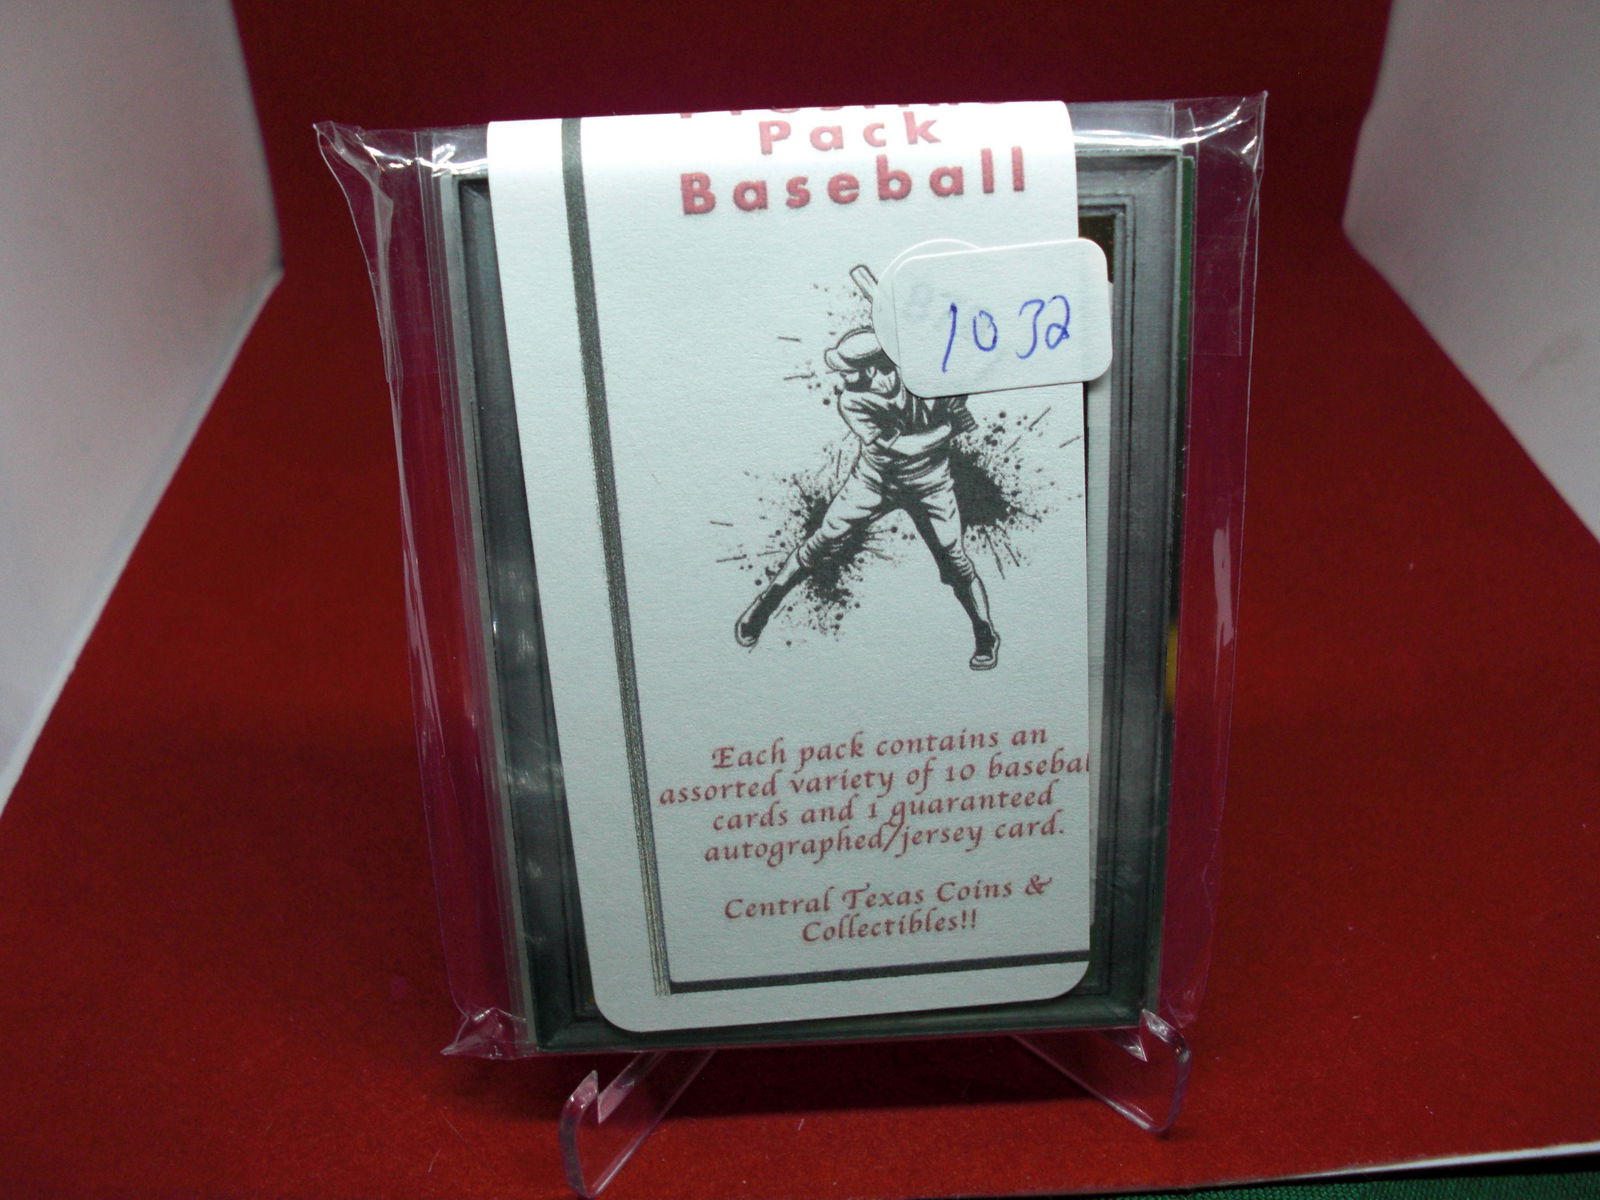 Pack
Baseball
1032
Each pack contains an
assorted variety of 10 basebal
cards and 1 guaranteed
autographed/jersey card.
Central Texas Coins &
Collectibles!!